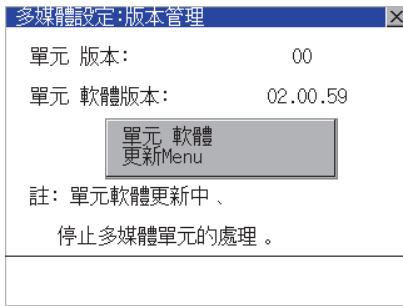 多媒體設定:版本管理
單元 版本: 00
單元 軟體版本: 02.00.59
單元 軟體
更新Menu
註: 單元軟體更新中、
停止多媒體單元的處理。